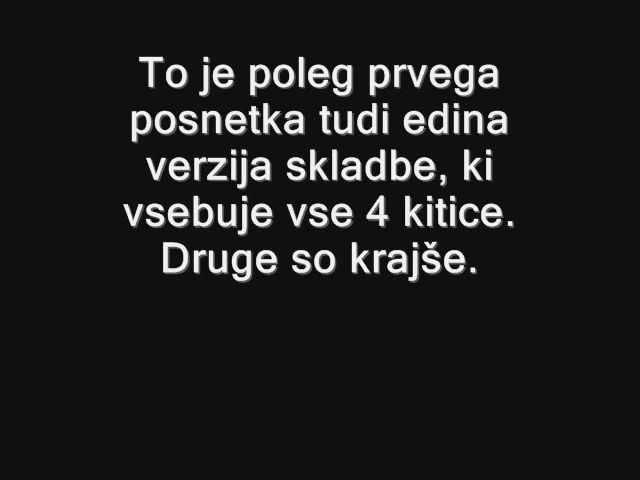 To je poleg prvega
posnetka tudi edina
verzija skladbe, ki
vsebuje vse 4 kitice.
Druge so krajše.